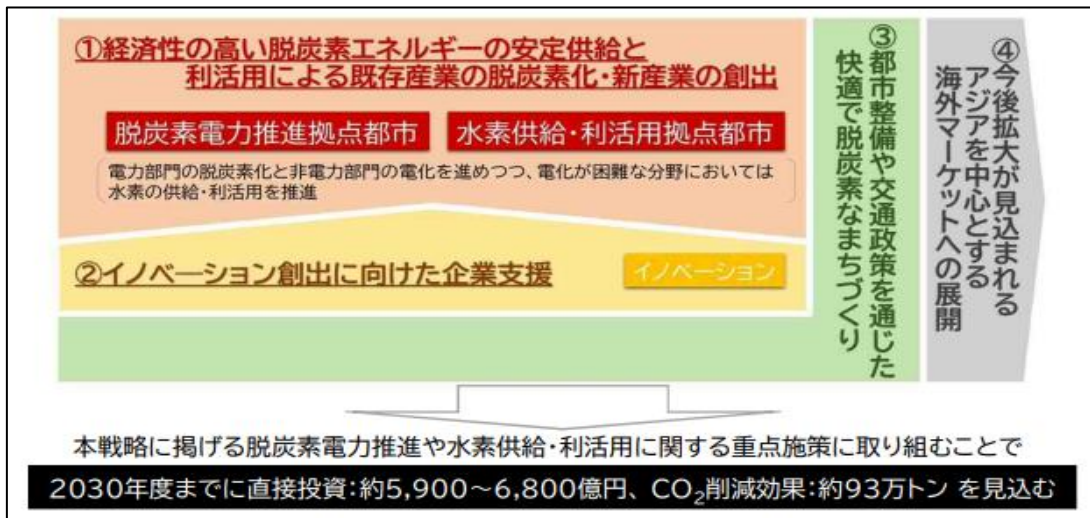 ①経済性の高い脱炭素エネルギーの安定供給と
利活用による既存産業の脱炭素化・新産業の創出
脱炭素電力推進拠点都市
水素供給・利活用拠点都市
電力部門の脱炭素化と非電力部門の電化を進めつつ、電化が困難な分野においては
水素の供給・利活用を推進
②イノベーション創出に向けた企業支援
イノベーション
③都市整備や交通政策を通じた
快適で脱炭素なまちづくり
④今後拡大が見込まれる
アジアを中心とする
海外マーケットへの展開
本戦略に掲げる脱炭素電力推進や水素供給・利活用に関する重点施策に取り組むことで
2030年度までに直接投資：約5,900～6,800億円、CO₂削減効果：約93万トン を見込む